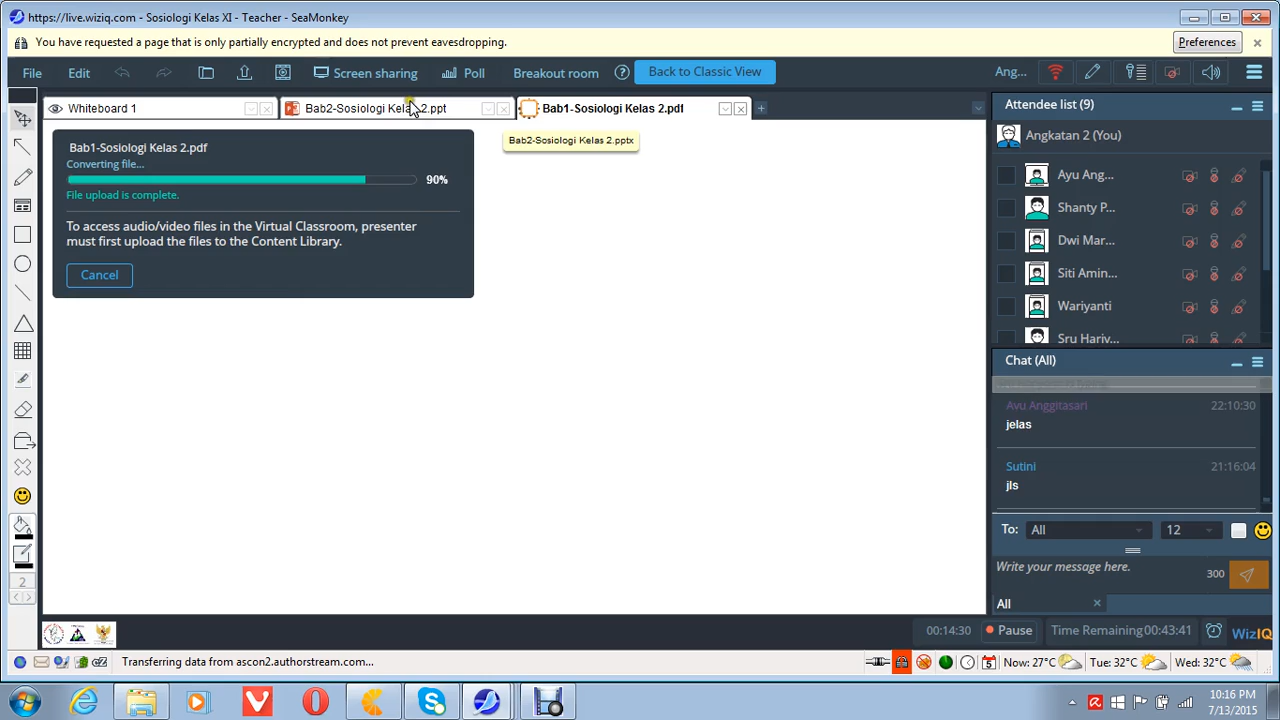 https://live.wiziq.com - Sosiologi Kelas XI - Teacher - SeaMonkey
You have requested a page that is only partially encrypted and does not prevent eavesdropping.
Preferences
File
Edit
Screen sharing
Poll
Breakout room
Back to Classic View
Ang...
Whiteboard 1
Bab2-Sosiologi Kelas 2.ppt
Bab1-Sosiologi Kelas 2.pdf
Bab2-Sosiologi Kelas 2.pptx
Attendee list (9)
Angkatan 2 (You)
Ayu Ang...
Shanty P...
Dwi Mar...
Siti Amin...
Wariyanti
Sru Hariy...
Bab1-Sosiologi Kelas 2.pdf
Converting file...
90%
File upload is complete.
To access audio/video files in the Virtual Classroom, presenter
must first upload the files to the Content Library.
Cancel
Chat (All)
Avu Anggitasari 22:10:30
jelas
Sutini 21:16:04
jls
To: All 12
Write your message here. 300
All
2
00:14:30 Pause Time Remaining 00:43:41 WizIQ
Transferring data from ascon2.authorstream.com...
Now: 27°C Tue: 32°C Wed: 32°C
10:16 PM
7/13/2015